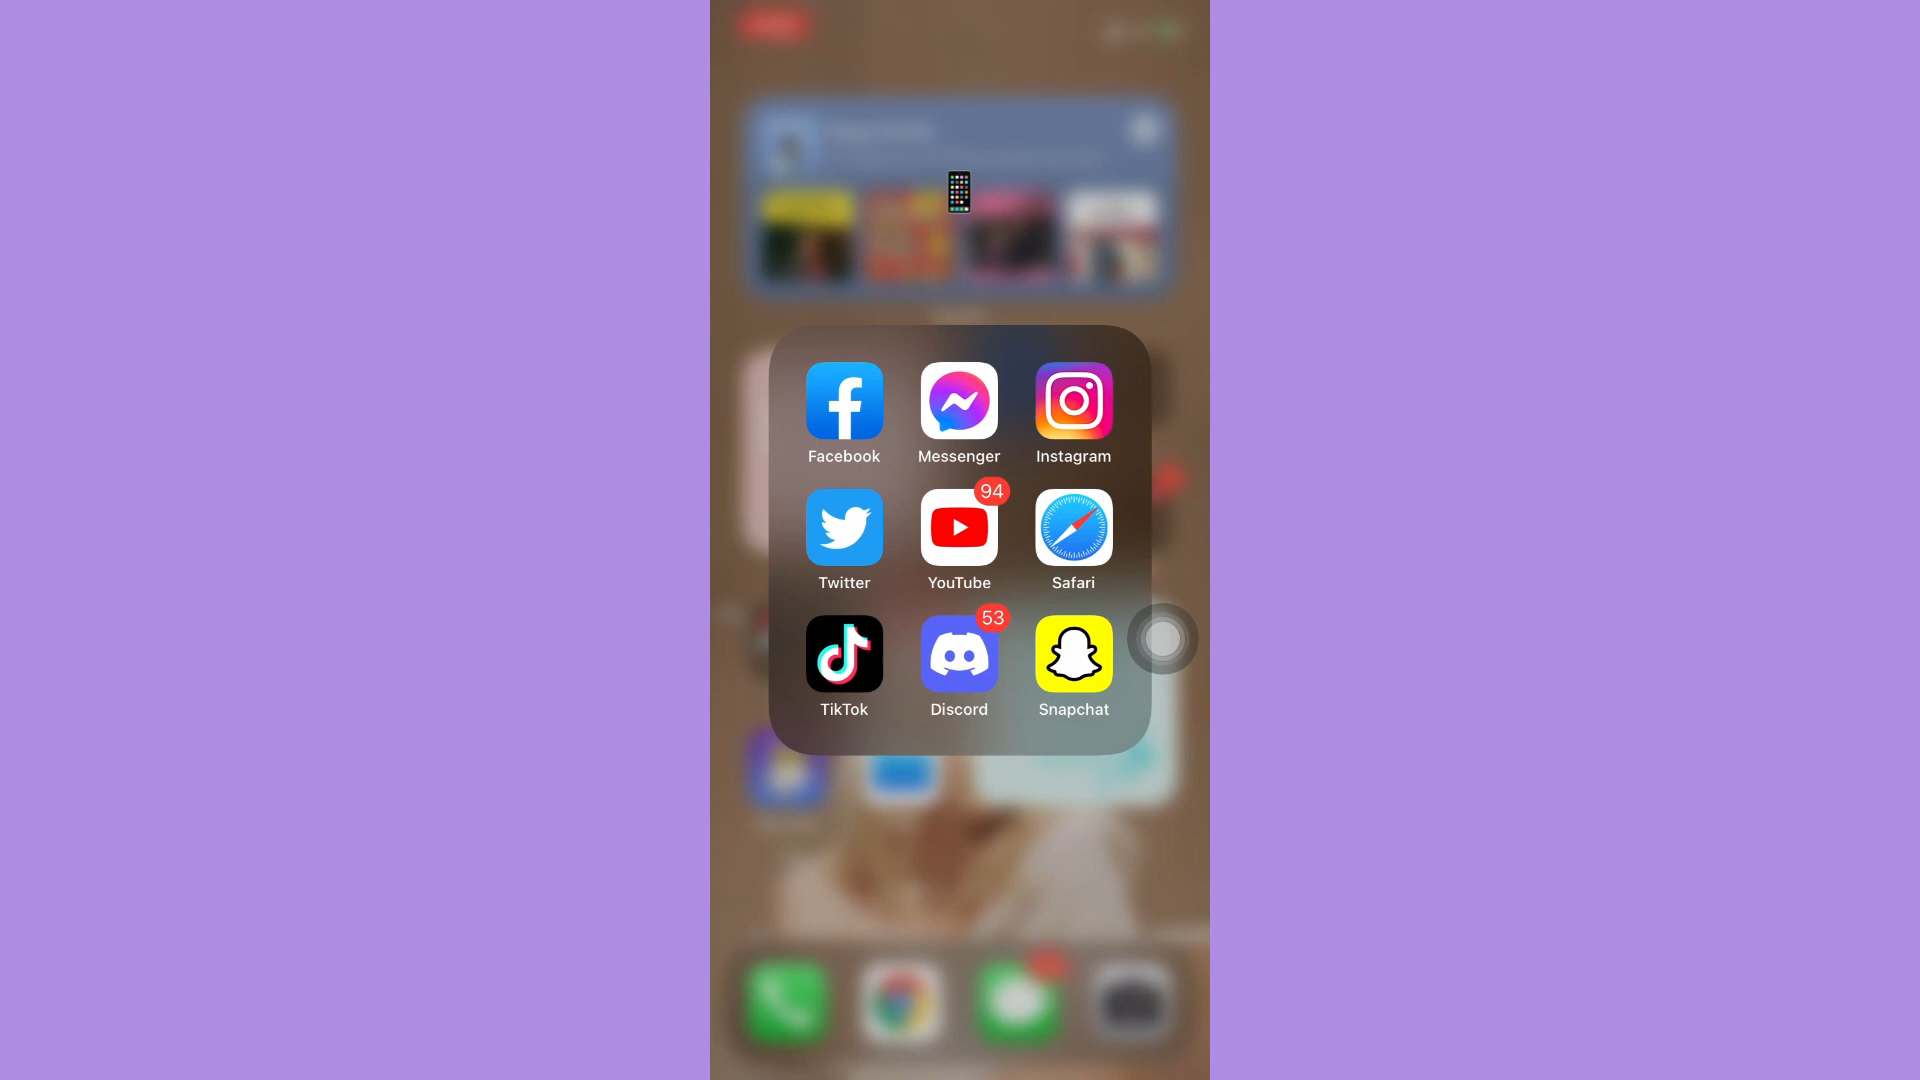 Facebook
Messenger
Instagram
94
Twitter
YouTube
Safari
53
TikTok
Discord
Snapchat